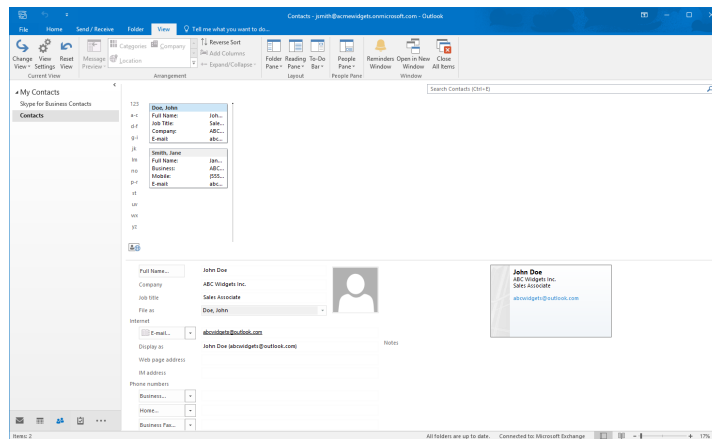 Contacts - jsmith@acmewidgets.onmicrosoft.com - Outlook
File Home Send / Receive Folder View Tell me what you want to do...
Change View View Settings Reset View
Current View
Message Preview
Categories Company
Location
Reverse Sort
Add Columns
Expand/Collapse
Arrangement
Folder Pane Reading Pane To-Do Bar
Layout
People Pane
People Pane
Reminders Window Open in New Window Close All Items
Window
My Contacts
Skype for Business Contacts
Contacts
Search Contacts (Ctrl+E)
123
a-c
d-f
g-i
jk
lm
no
p-r
st
uv
wx
yz
Doe, John
Full Name: Joh...
Job Title: Sale...
Company: ABC...
E-mail: abc...
Smith, Jane
Full Name: Jan...
Business: ABC...
Mobile: (555...
E-mail: abc...
Full Name... John Doe
Company ABC Widgets Inc.
Job title Sales Associate
File as Doe, John
Internet
E-mail... abcwidgets@outlook.com
Display as John Doe (abcwidgets@outlook.com)
Web page address
IM address
Phone numbers
Business...
Home...
Business Fax...
Notes
John Doe
ABC Widgets Inc.
Sales Associate
abcwidgets@outlook.com
Items: 2
All folders are up to date. Connected to: Microsoft Exchange
17%